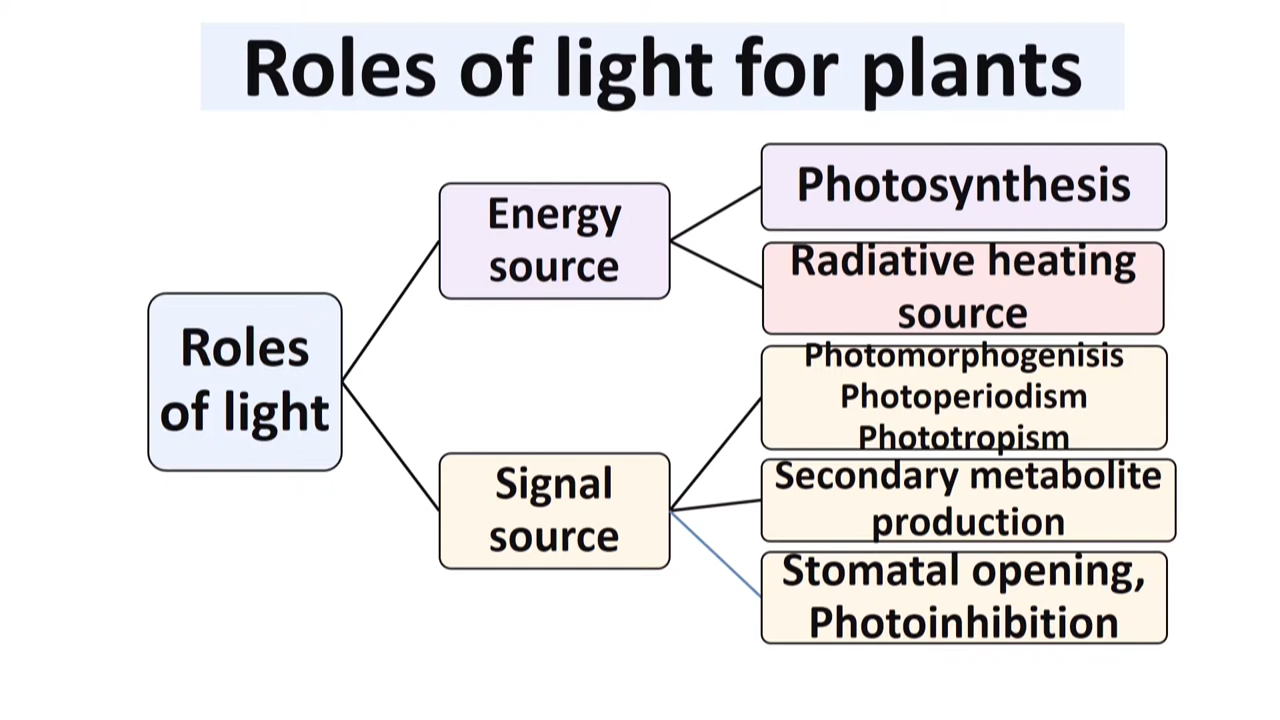 Roles of light for plants
Roles
of light
Energy
source
Photosynthesis
Radiative heating
source
Signal
source
Photomorphogenisis
Photoperiodism
Phototropism
Secondary metabolite
production
Stomatal opening,
Photoinhibition